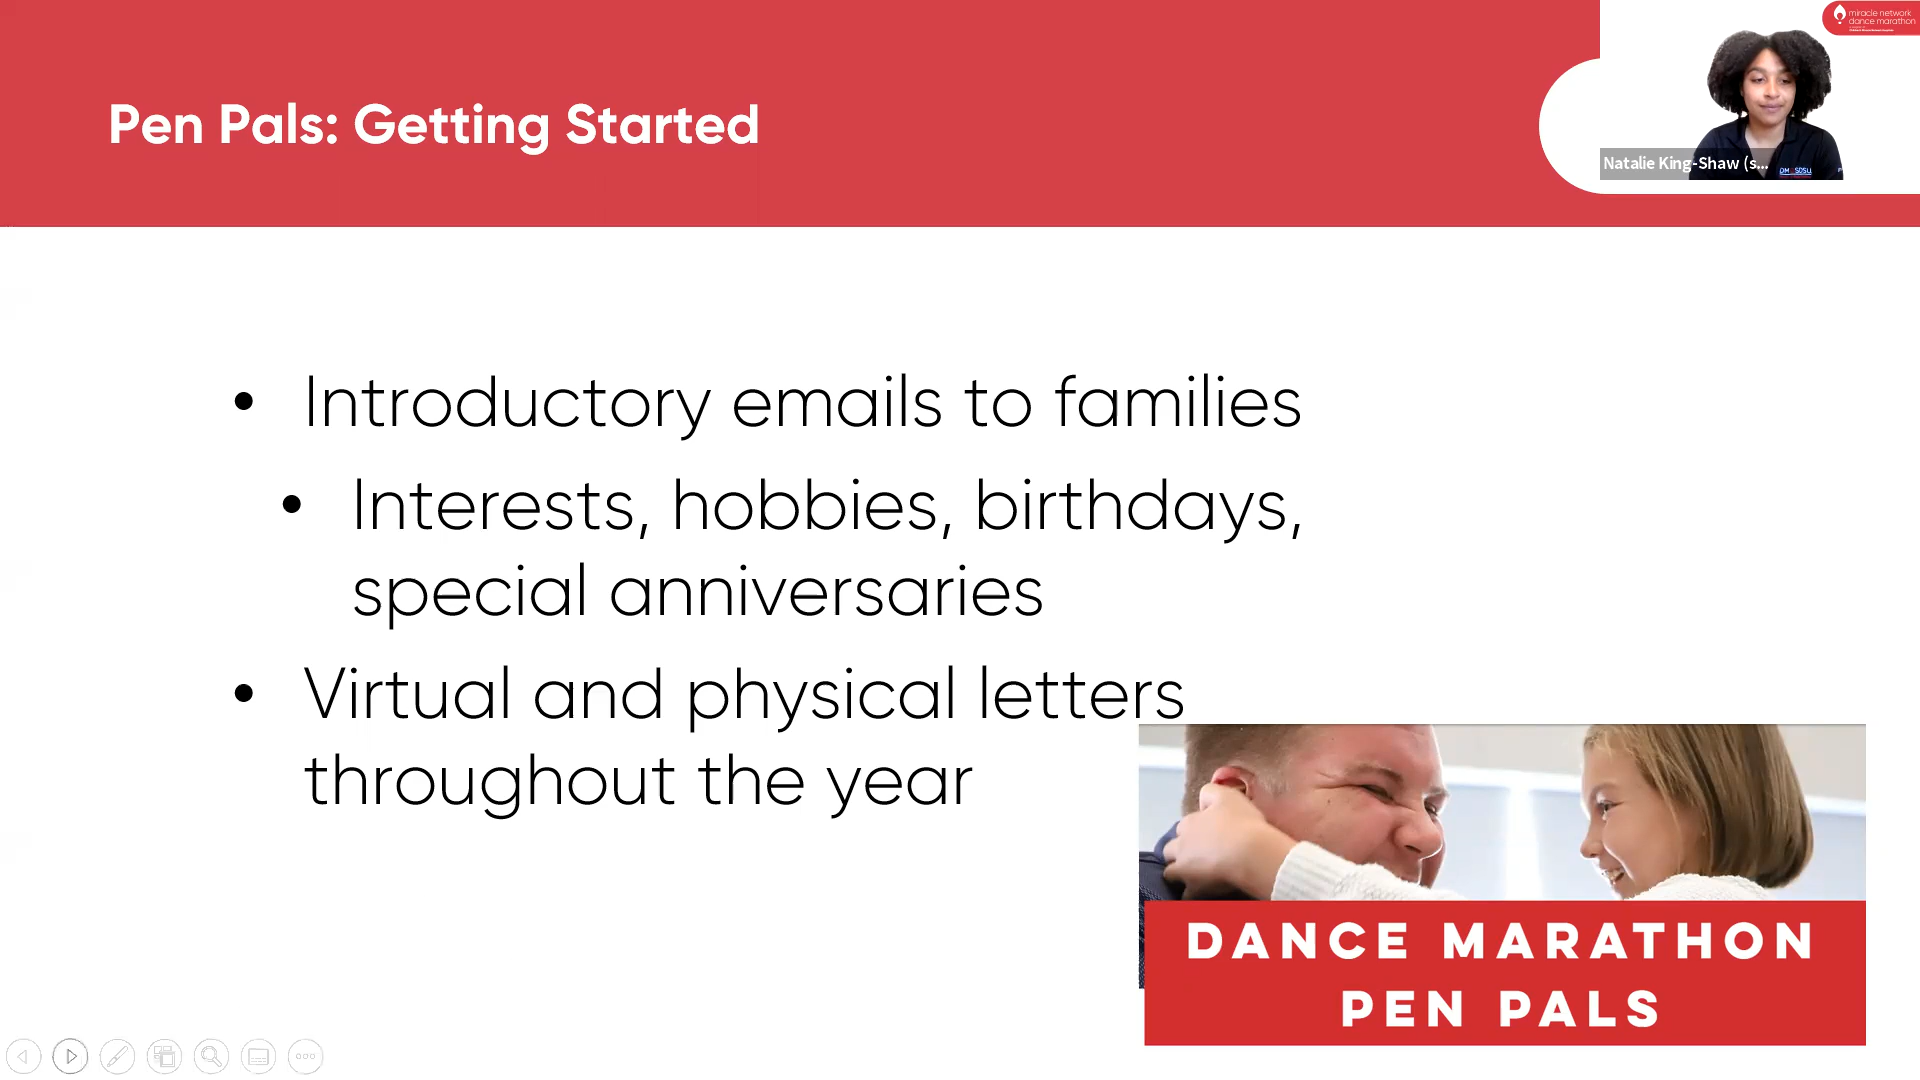 miracle network
dance marathon
Pen Pals: Getting Started
Natalie King-Shaw (s...
• Introductory emails to families
• Interests, hobbies, birthdays,
special anniversaries
• Virtual and physical letters
throughout the year
DANCE MARATHON
PEN PALS